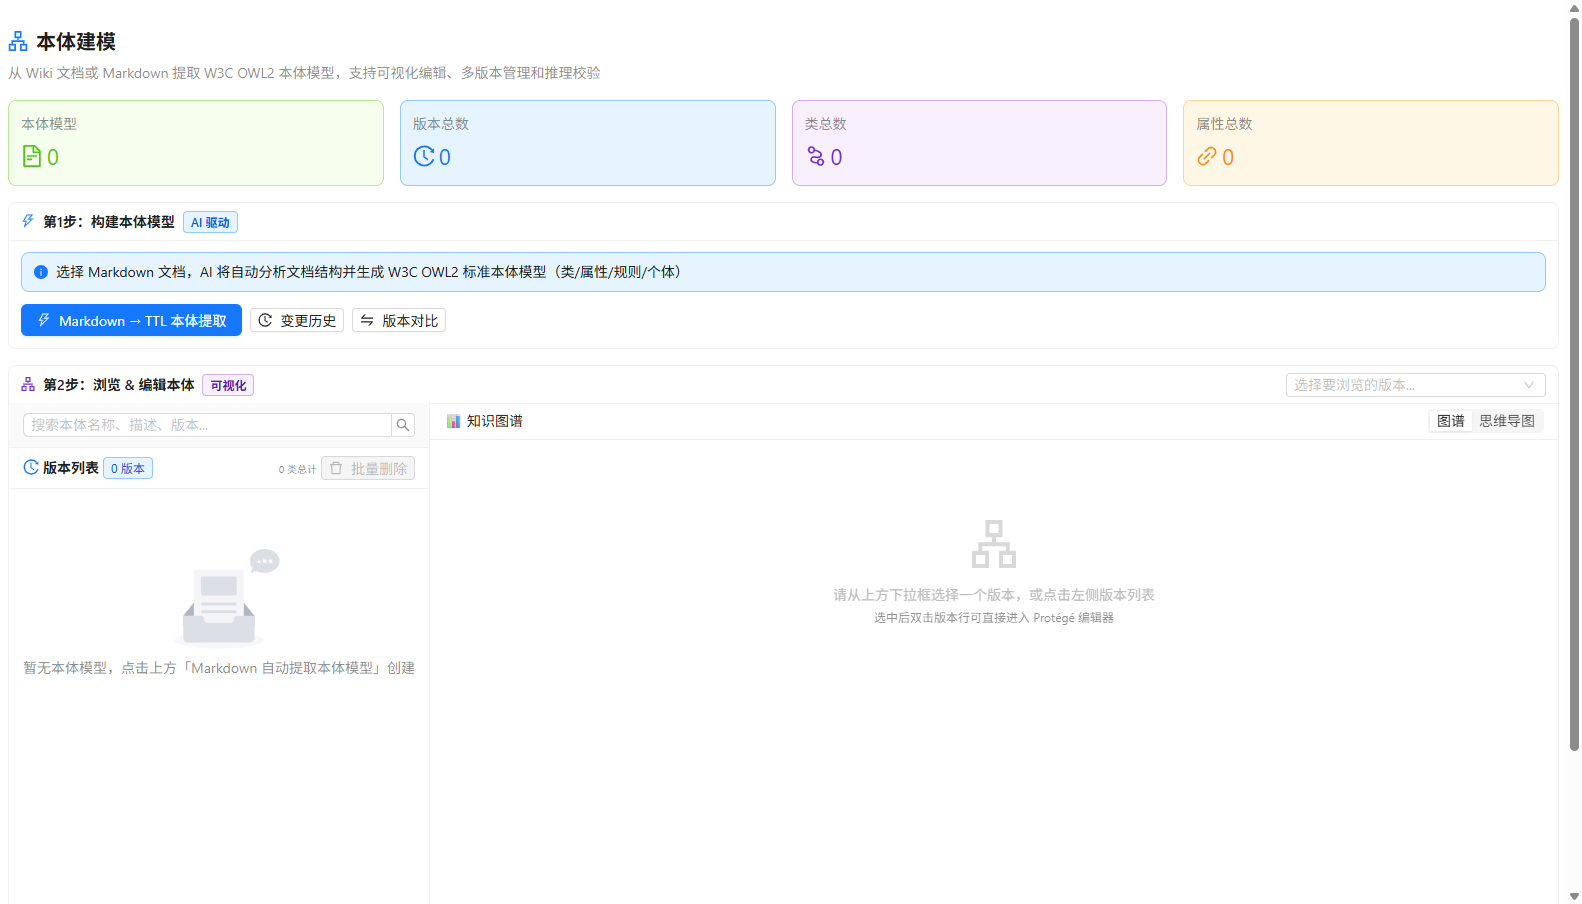 本体建模
从 Wiki 文档或 Markdown 提取 W3C OWL2 本体模型，支持可视化编辑、多版本管理和推理校验
本体模型
0
版本总数
0
类总数
0
属性总数
0
第1步：构建本体模型 AI 驱动
选择 Markdown 文档，AI 将自动分析文档结构并生成 W3C OWL2 标准本体模型（类/属性/规则/个体）
Markdown → TTL 本体提取 变更历史 版本对比
第2步：浏览 & 编辑本体 可视化 选择要浏览的版本...
搜索本体名称、描述、版本...
版本列表 0 版本 0 类总计 批量删除
暂无本体模型，点击上方「Markdown 自动提取本体模型」创建
知识图谱 图谱 思维导图
请从上方下拉框选择一个版本，或点击左侧版本列表
选中后双击版本行可直接进入 Protégé 编辑器